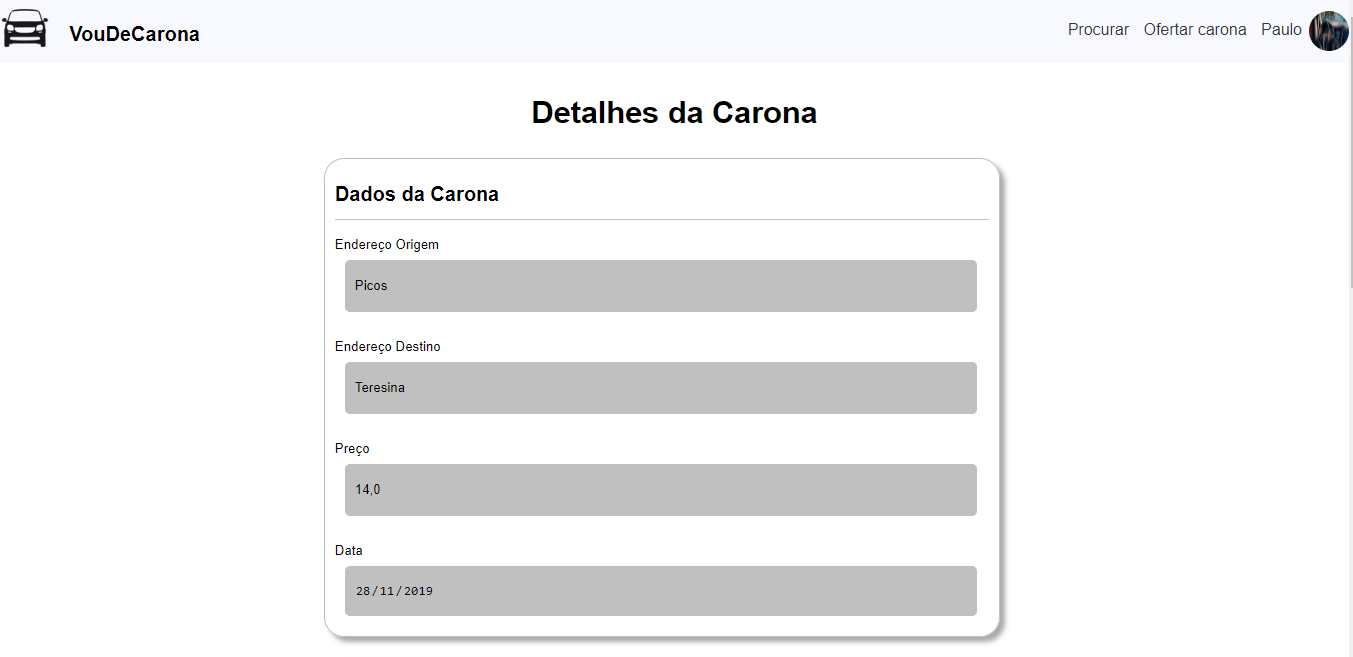 VouDeCarona
Procurar Ofertar carona Paulo
Detalhes da Carona
Dados da Carona
Endereço Origem
Picos
Endereço Destino
Teresina
Preço
14,0
Data
28/11/2019